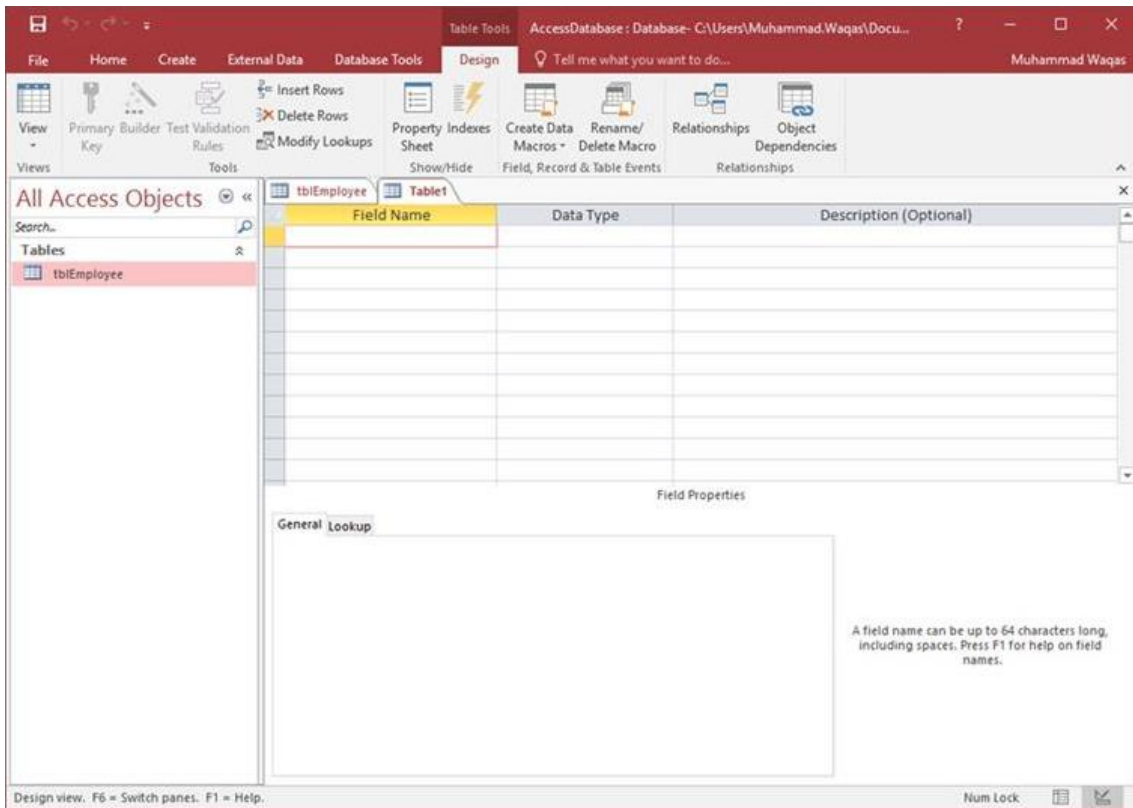 Table Tools AccessDatabase : Database- C:\Users\Muhammad.Waqas\Docu... ?
File Home Create External Data Database Tools Design Tell me what you want to do... Muhammad Waqas
View Primary Key Builder Test Validation Rules Insert Rows Delete Rows Modify Lookups Property Sheet Indexes Create Data Macros Rename/ Delete Macro Relationships Object Dependencies
Views Tools Show/Hide Field, Record & Table Events Relationships
All Access Objects
Search...
Tables
tblEmployee
tblEmployee Table1
Field Name Data Type Description (Optional)
Field Properties
General Lookup
A field name can be up to 64 characters long,
including spaces. Press F1 for help on field
names.
Design view. F6 = Switch panes. F1 = Help. Num Lock